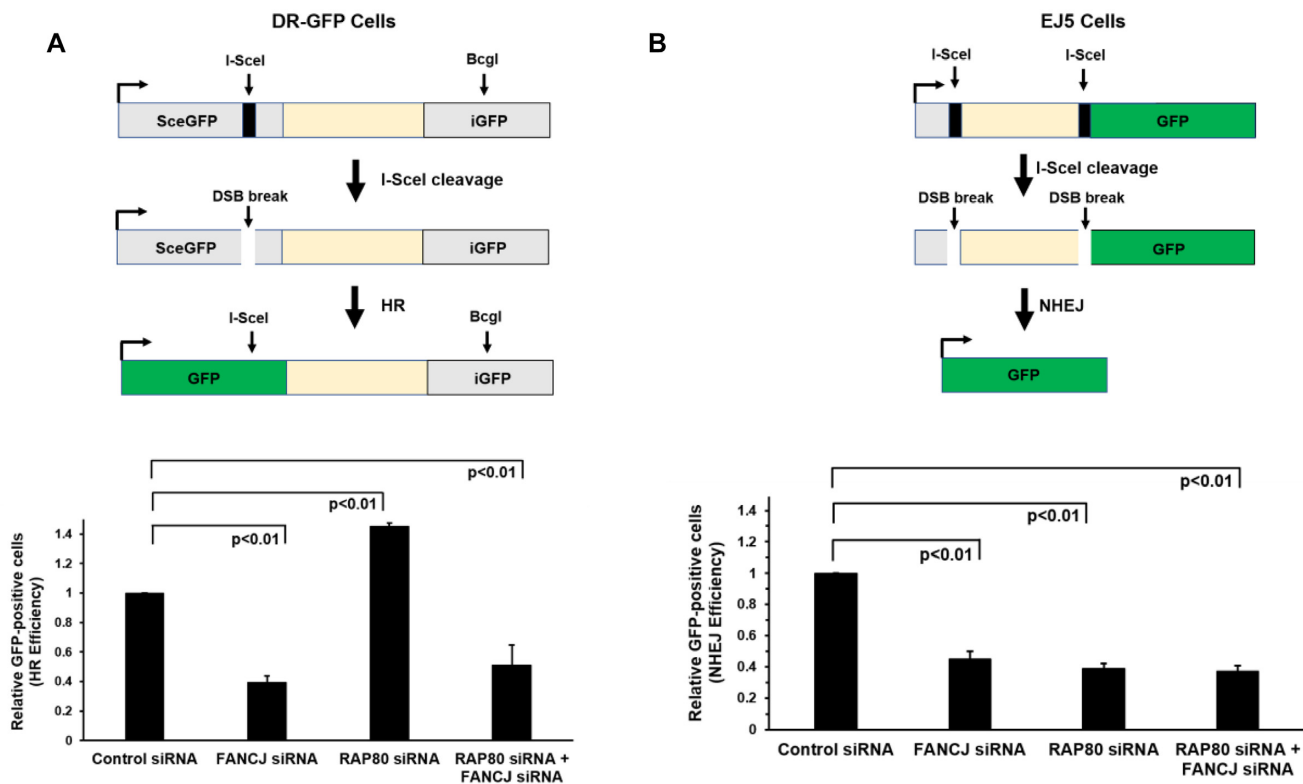 A
DR-GFP Cells
I-SceI
BcgI
SceGFP
iGFP
I-SceI cleavage
DSB break
SceGFP
iGFP
HR
I-SceI
BcgI
GFP
iGFP
p<0.01
p<0.01
p<0.01
Relative GFP-positive cells
(HR Efficiency)
1.4
1.2
1
0.8
0.6
0.4
0.2
0
Control siRNA
FANCJ siRNA
RAP80 siRNA
RAP80 siRNA +
FANCJ siRNA
B
EJ5 Cells
I-SceI
I-SceI
GFP
I-SceI cleavage
DSB break
DSB break
GFP
NHEJ
GFP
p<0.01
p<0.01
p<0.01
Relative GFP-positive cells
(NHEJ Efficiency)
1.4
1.2
1
0.8
0.6
0.4
0.2
0
Control siRNA
FANCJ siRNA
RAP80 siRNA
RAP80 siRNA +
FANCJ siRNA